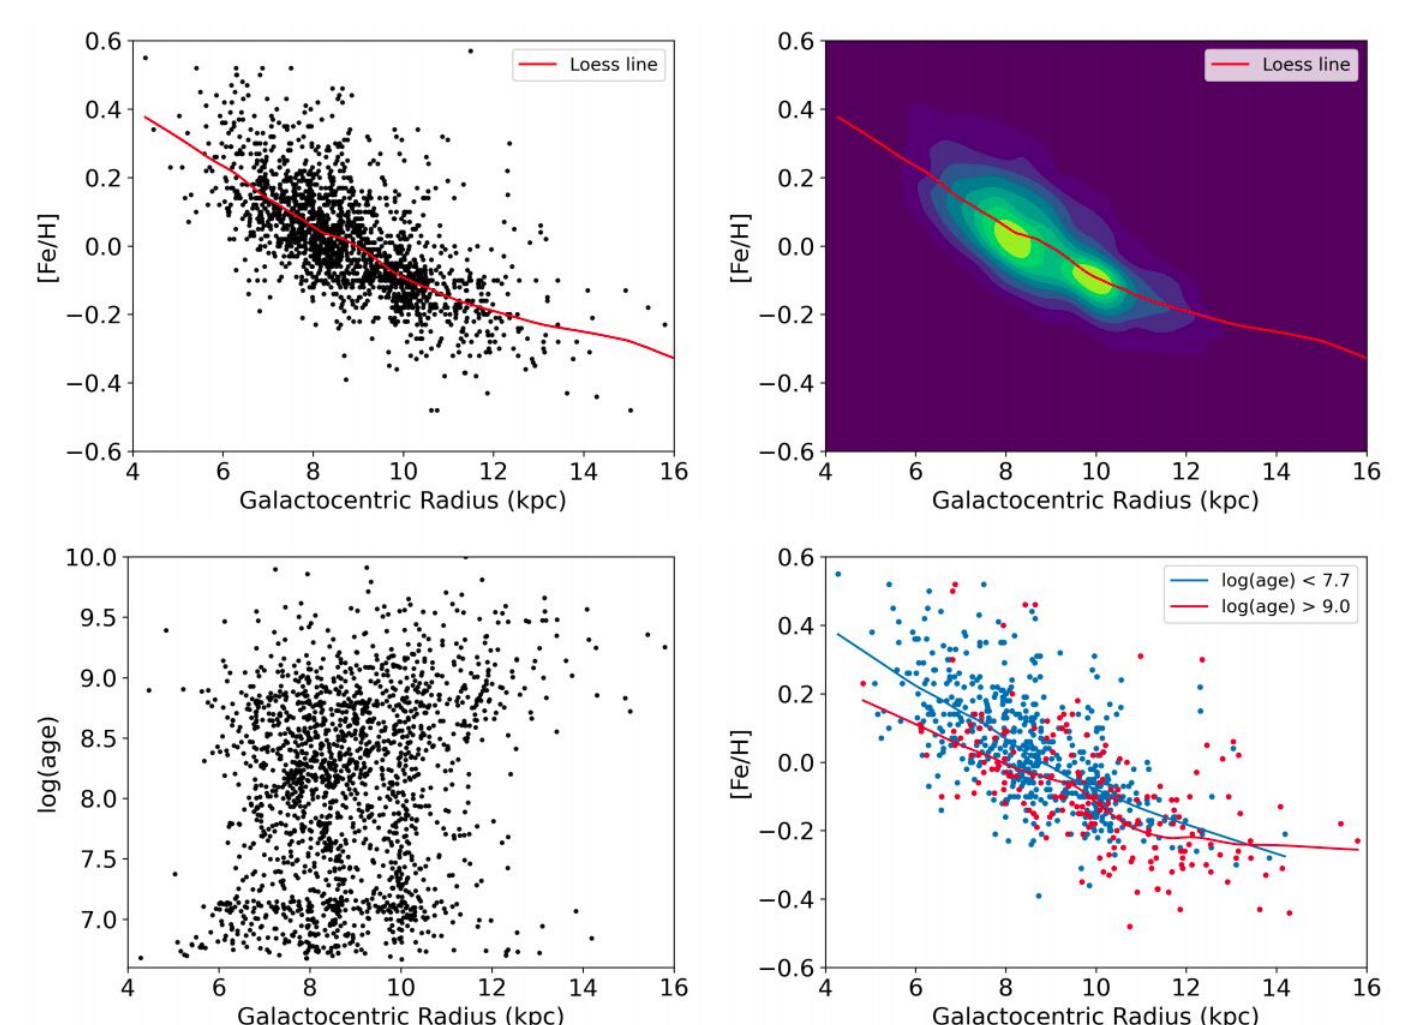 0.6
0.4
0.2
0.0
−0.2
−0.4
−0.6
[Fe/H]
4 6 8 10 12 14 16
Galactocentric Radius (kpc)
Loess line
0.6
0.4
0.2
0.0
−0.2
−0.4
−0.6
[Fe/H]
4 6 8 10 12 14 16
Galactocentric Radius (kpc)
Loess line
10.0
9.5
9.0
8.5
8.0
7.5
7.0
log(age)
4 6 8 10 12 14 16
Galactocentric Radius (kpc)
0.6
0.4
0.2
0.0
−0.2
−0.4
−0.6
[Fe/H]
4 6 8 10 12 14 16
Galactocentric Radius (kpc)
log(age) < 7.7
log(age) > 9.0